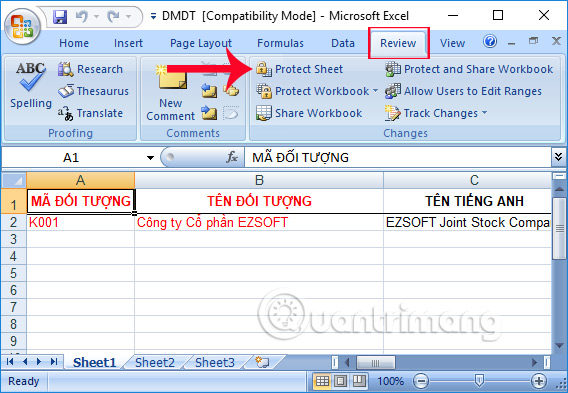 DMDT [Compatibility Mode] - Microsoft Excel
Home Insert Page Layout Formulas Data Review View
ABC Spelling Research Thesaurus Translate
Proofing
New Comment
Comments
Protect Sheet Protect and Share Workbook
Protect Workbook Allow Users to Edit Ranges
Share Workbook Track Changes
Changes
A1 fx MÃ ĐỐI TƯỢNG
A B C
1 MÃ ĐỐI TƯỢNG TÊN ĐỐI TƯỢNG TÊN TIẾNG ANH
2 K001 Công ty Cổ phần EZSOFT EZSOFT Joint Stock Compa
3
4
5
6
7
8
9
Quantrimang
Sheet1 Sheet2 Sheet3
Ready 100%